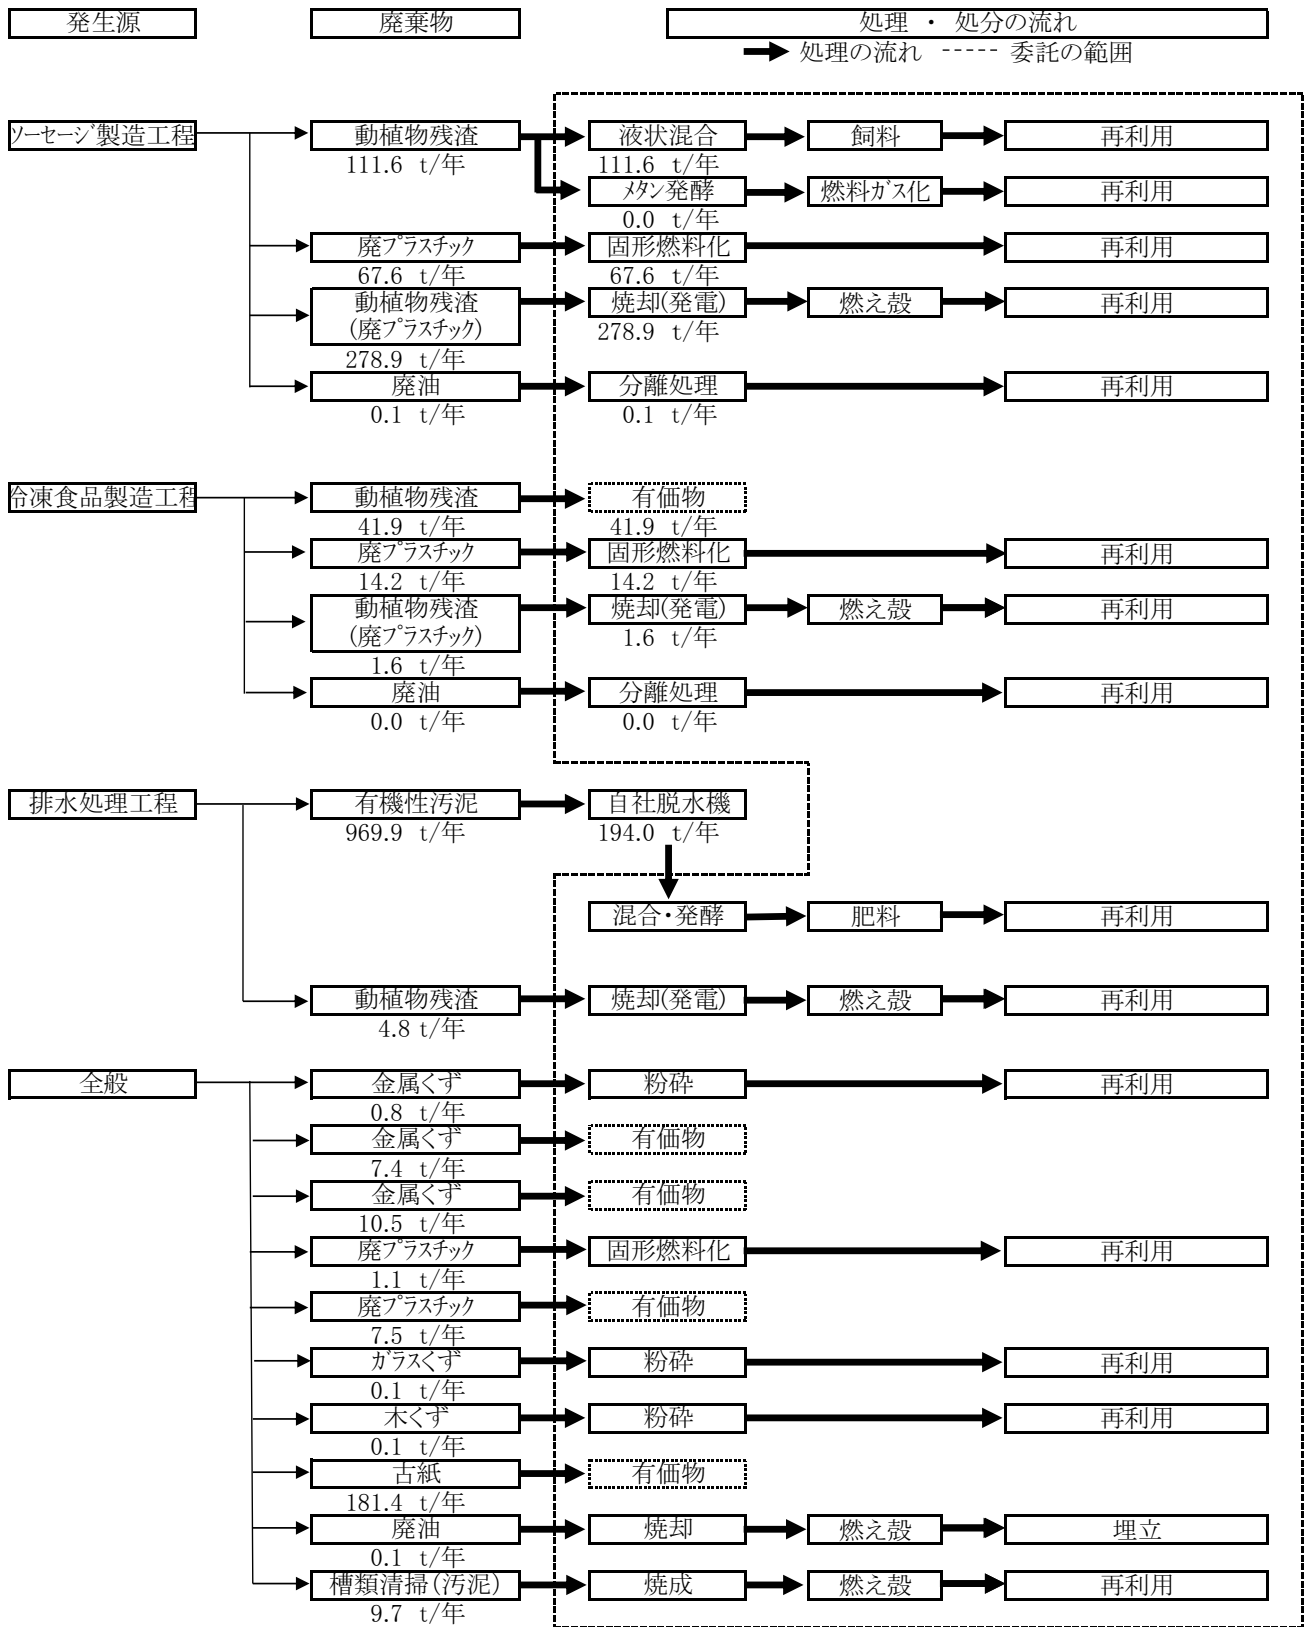 発生源 廃棄物 処理 ・ 処分の流れ
処理の流れ ----- 委託の範囲
ソーセージ製造工程 動植物残渣 液状混合 飼料 再利用
111.6 t/年 111.6 t/年
メタン発酵 燃料ガス化 再利用
0.0 t/年
廃プラスチック 固形燃料化 再利用
67.6 t/年 67.6 t/年
動植物残渣 焼却(発電) 燃え殻 再利用
(廃プラスチック) 278.9 t/年
278.9 t/年
廃油 分離処理 再利用
0.1 t/年 0.1 t/年
冷凍食品製造工程 動植物残渣 有価物
41.9 t/年 41.9 t/年
廃プラスチック 固形燃料化 再利用
14.2 t/年 14.2 t/年
動植物残渣 焼却(発電) 燃え殻 再利用
(廃プラスチック) 1.6 t/年
1.6 t/年
廃油 分離処理 再利用
0.0 t/年 0.0 t/年
排水処理工程 有機性汚泥 自社脱水機
969.9 t/年 194.0 t/年
混合・発酵 肥料 再利用
動植物残渣 焼却(発電) 燃え殻 再利用
4.8 t/年
全般 金属くず 粉砕 再利用
0.8 t/年
金属くず 有価物
7.4 t/年
金属くず 有価物
10.5 t/年
廃プラスチック 固形燃料化 再利用
1.1 t/年
廃プラスチック 有価物
7.5 t/年
ガラスくず 粉砕 再利用
0.1 t/年
木くず 粉砕 再利用
0.1 t/年
古紙 有価物
181.4 t/年
廃油 焼却 燃え殻 埋立
0.1 t/年
槽類清掃(汚泥) 焼成 燃え殻 再利用
9.7 t/年